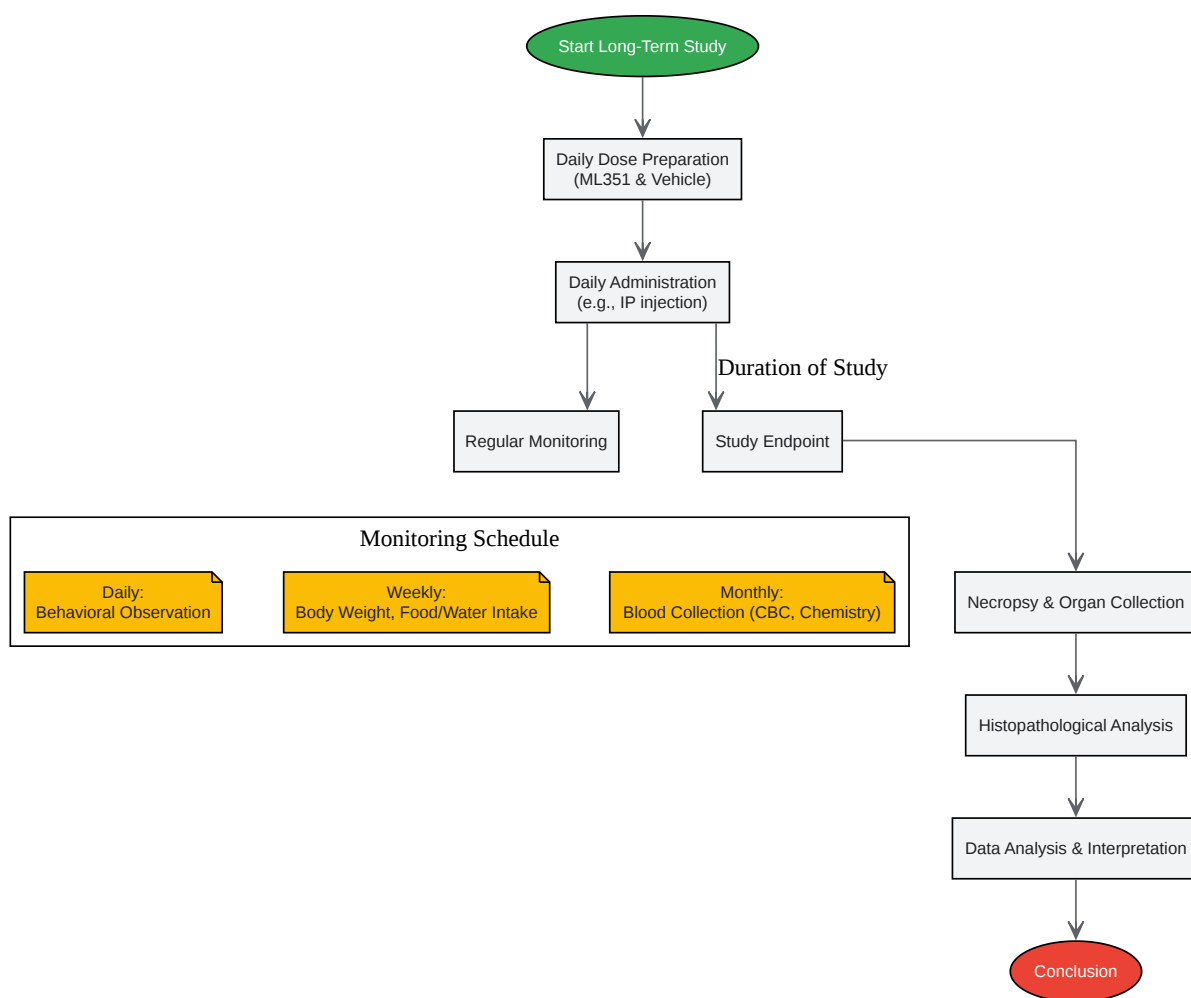 Start Long-Term Study
Daily Dose Preparation
(ML351 & Vehicle)
Daily Administration
(e.g., IP injection)
Duration of Study
Regular Monitoring
Study Endpoint
Monitoring Schedule
Daily:
Behavioral Observation
Weekly:
Body Weight, Food/Water Intake
Monthly:
Blood Collection (CBC, Chemistry)
Necropsy & Organ Collection
Histopathological Analysis
Data Analysis & Interpretation
Conclusion